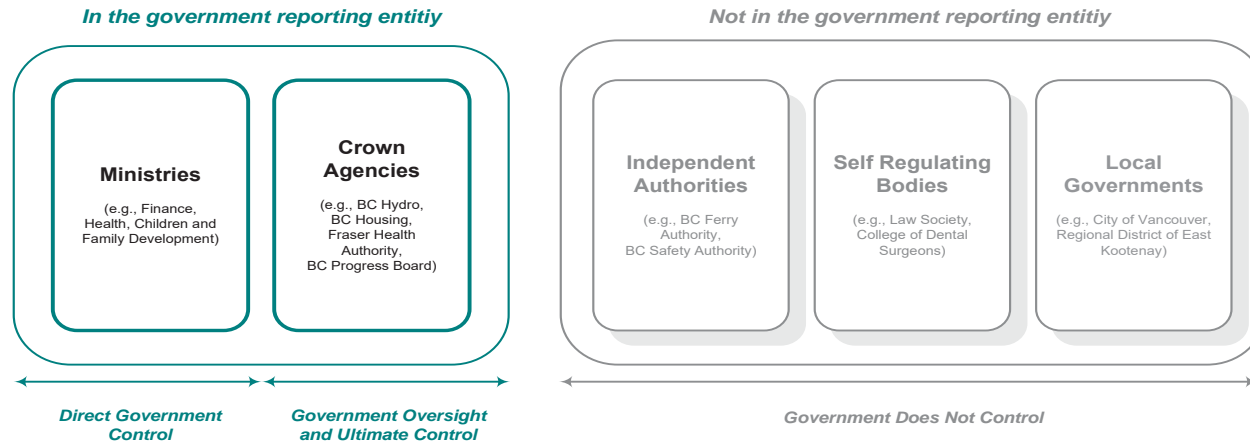 In the government reporting entitiy
Not in the government reporting entitiy
Ministries
(e.g., Finance,
Health, Children and
Family Development)
Crown
Agencies
(e.g., BC Hydro,
BC Housing,
Fraser Health
Authority,
BC Progress Board)
Independent
Authorities
(e.g., BC Ferry
Authority,
BC Safety Authority)
Self Regulating
Bodies
(e.g., Law Society,
College of Dental
Surgeons)
Local
Governments
(e.g., City of Vancouver,
Regional District of East
Kootenay)
Direct Government
Control
Government Oversight
and Ultimate Control
Government Does Not Control